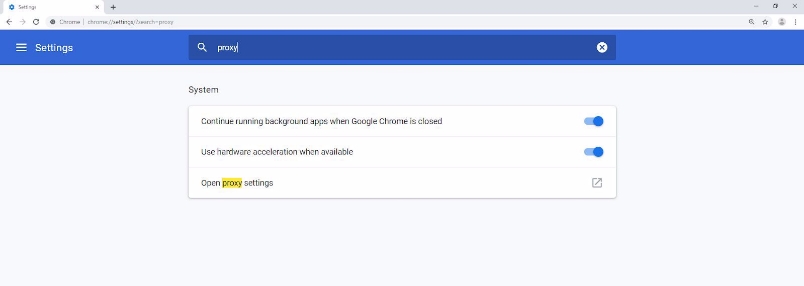 Settings
Chrome | chrome://settings/?search=proxy
Settings
proxy
System
Continue running background apps when Google Chrome is closed
Use hardware acceleration when available
Open proxy settings